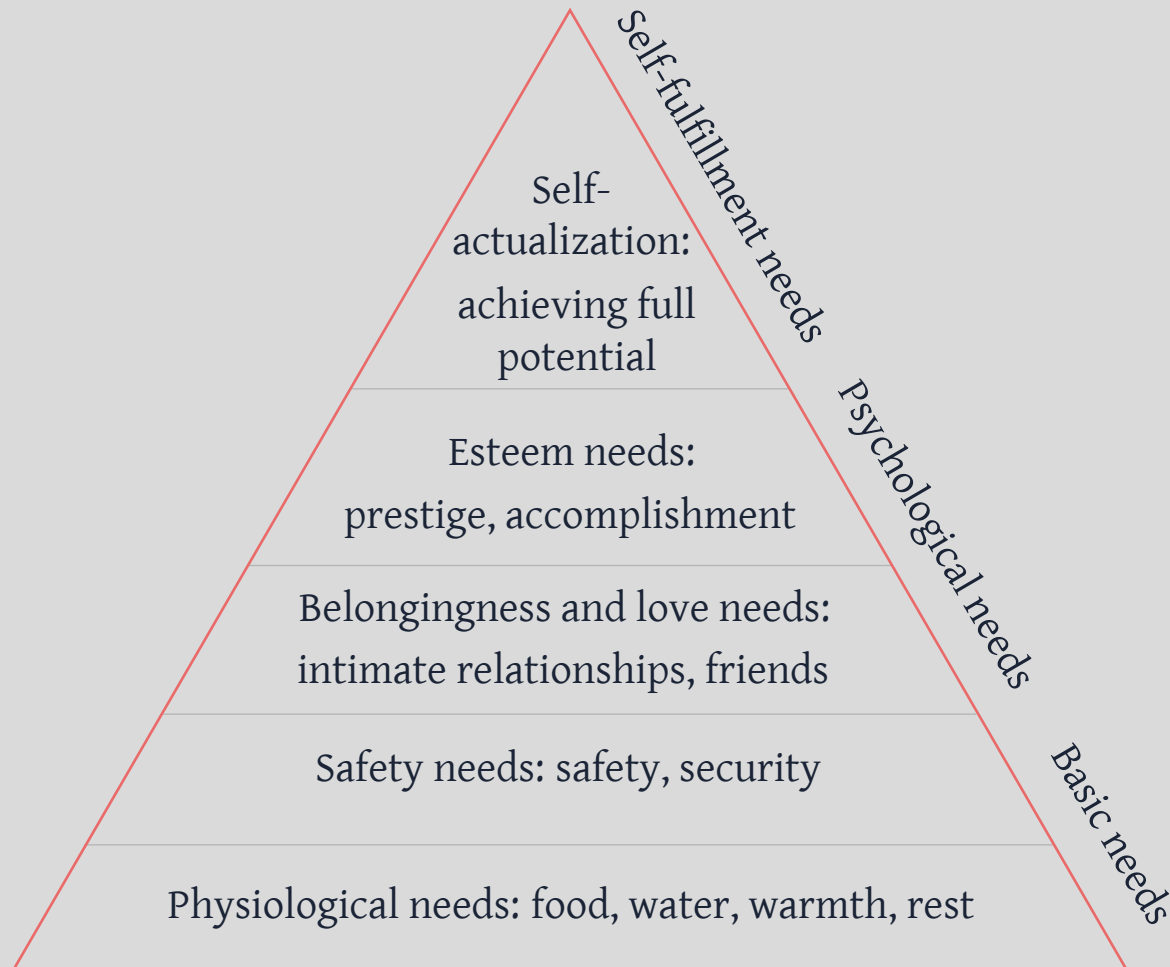 Self-
actualization:
achieving full
potential
Self-fulfillment needs
Esteem needs:
prestige, accomplishment
Belongingness and love needs:
intimate relationships, friends
Psychological needs
Safety needs: safety, security
Physiological needs: food, water, warmth, rest
Basic needs